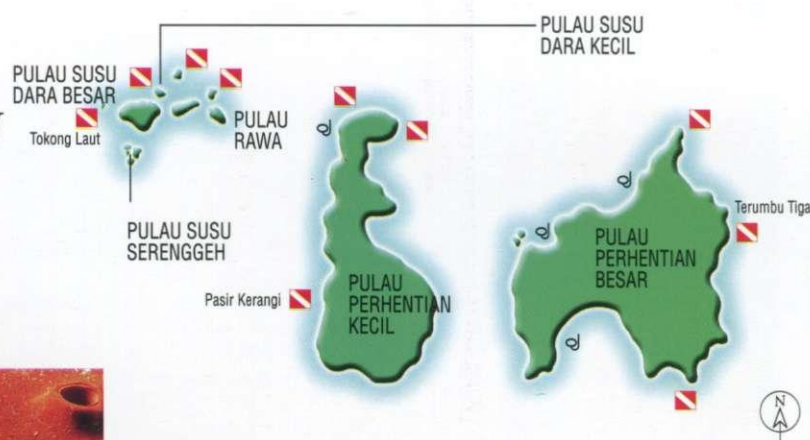 PULAU SUSU
DARA KECIL
PULAU SUSU
DARA BESAR
Tokong Laut
PULAU
RAWA
PULAU SUSU
SERENGGEH
Pasir Kerangi
PULAU
PERHENTIAN
KECIL
PULAU
PERHENTIAN
BESAR
Terumbu Tiga
N